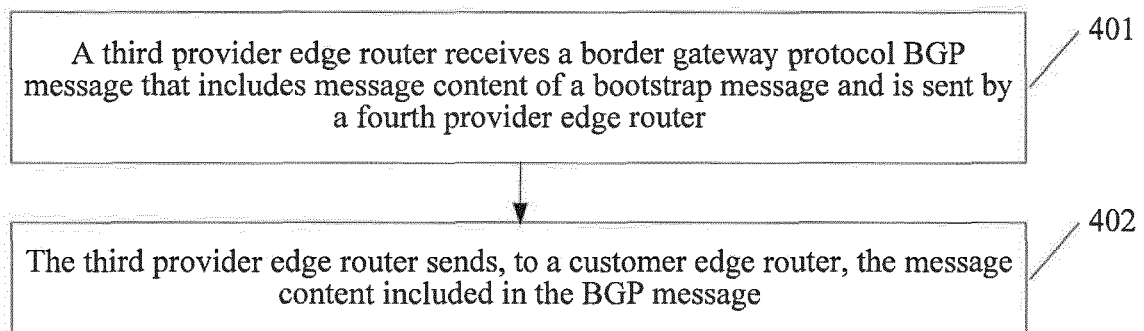 A third provider edge router receives a border gateway protocol BGP
message that includes message content of a bootstrap message and is sent by
a fourth provider edge router
401
The third provider edge router sends, to a customer edge router, the message
content included in the BGP message
402